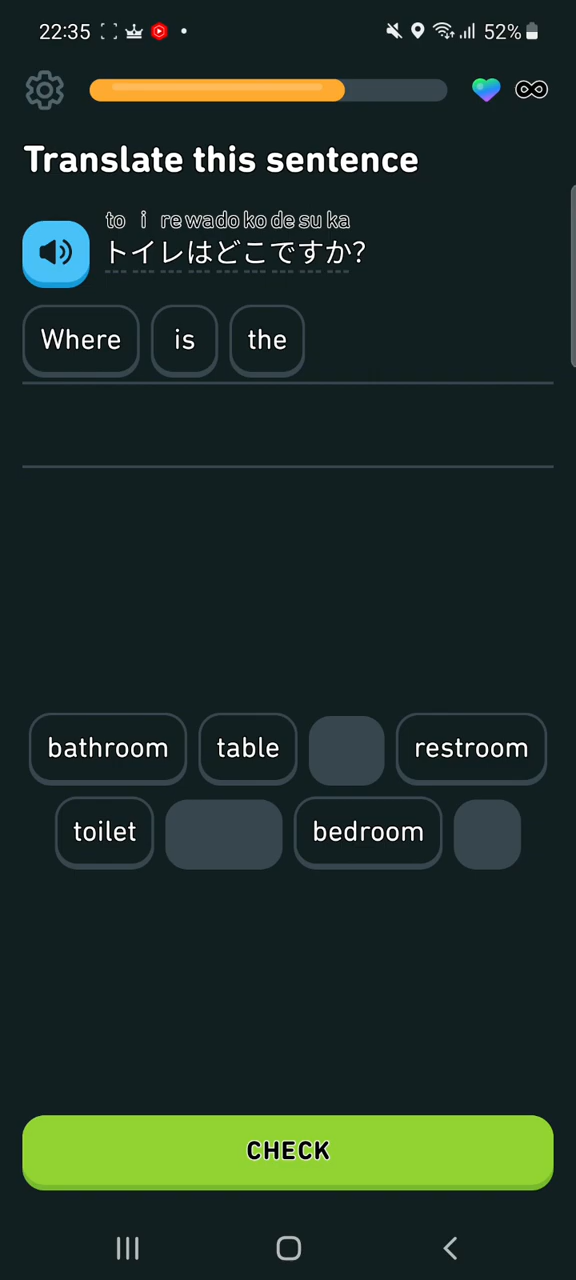 22:35 52%
Translate this sentence
to i re wa do ko de su ka
トイレはどこですか?
Where is the
bathroom table restroom
toilet bedroom
CHECK